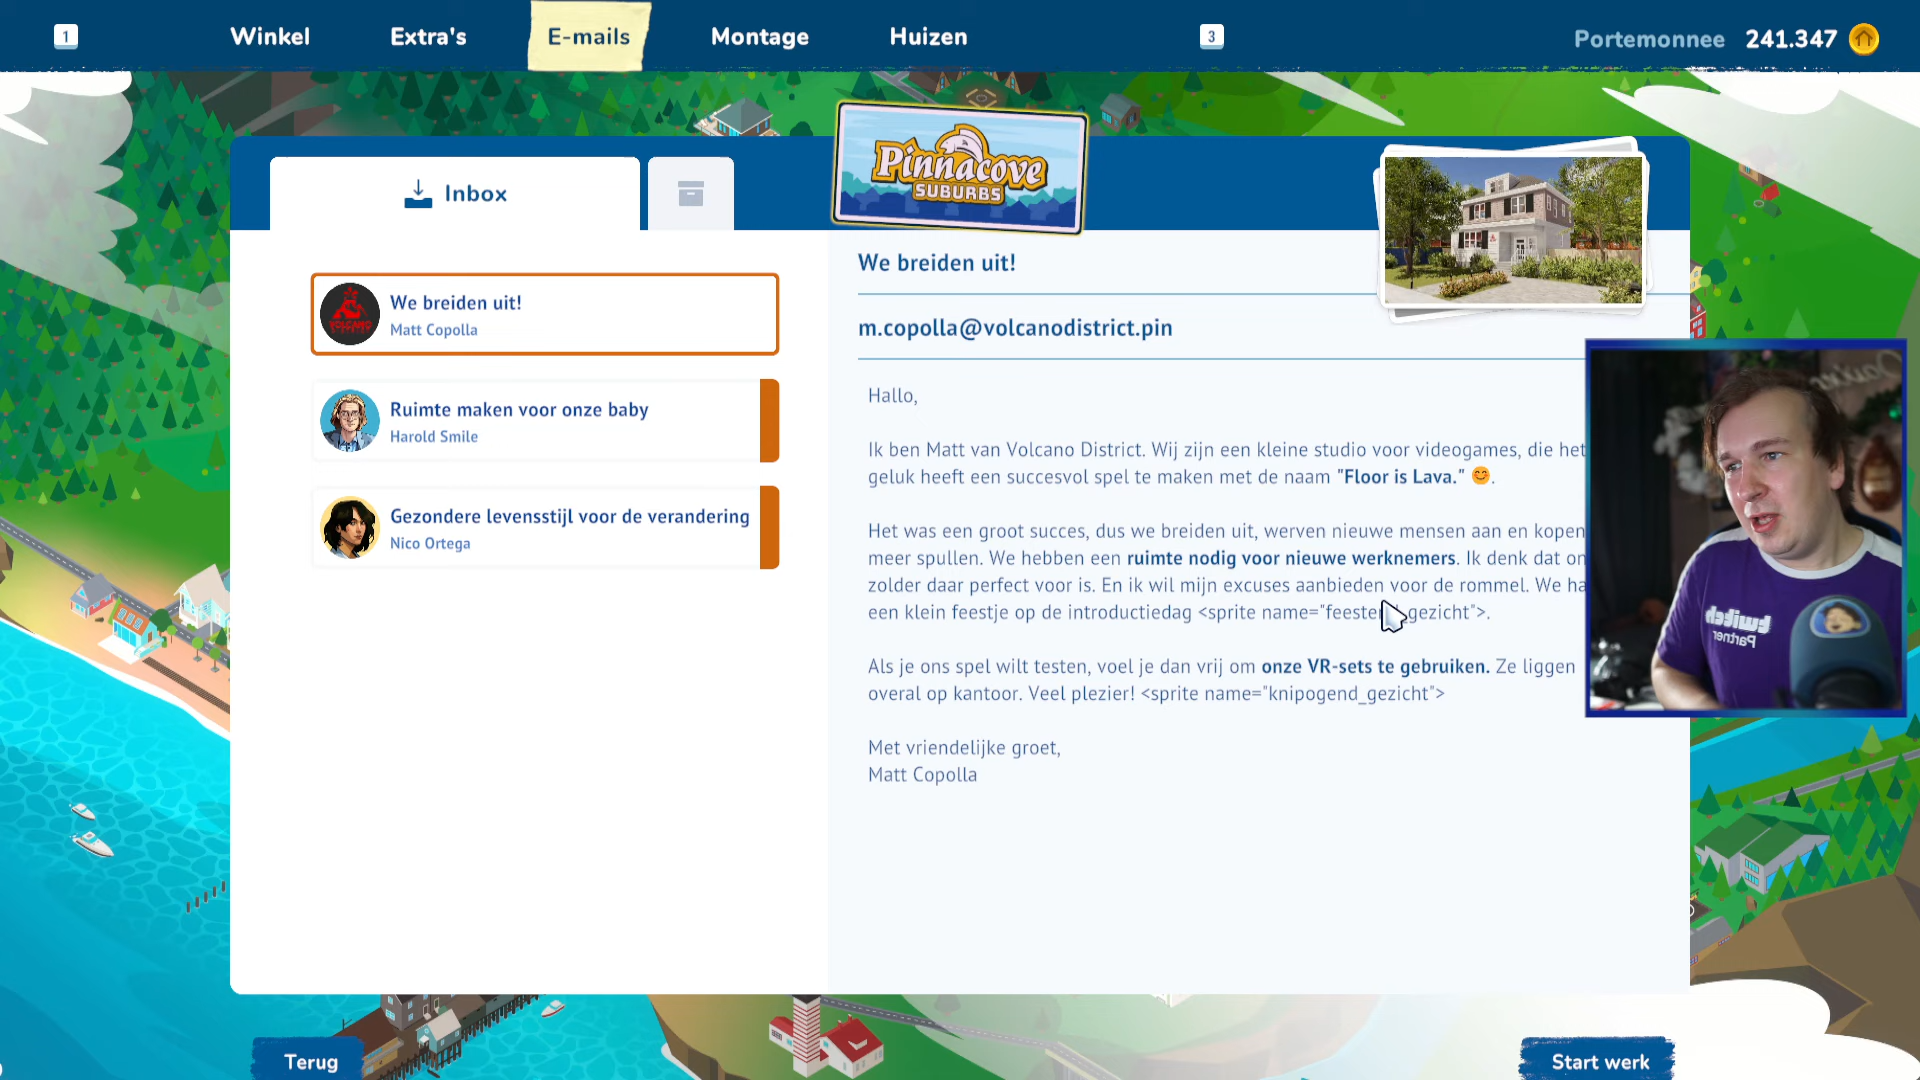 1
Winkel
Extra's
E-mails
Montage
Huizen
3
Portemonnee 241.347
Inbox
Pinnacove
SUBURBS
We breiden uit!
Matt Copolla
Ruimte maken voor onze baby
Harold Smile
Gezondere levensstijl voor de verandering
Nico Ortega
We breiden uit!
m.copolla@volcanodistrict.pin
Hallo,
Ik ben Matt van Volcano District. Wij zijn een kleine studio voor videogames, die het
geluk heeft een succesvol spel te maken met de naam "Floor is Lava." 😊.
Het was een groot succes, dus we breiden uit, werven nieuwe mensen aan en kopen
meer spullen. We hebben een ruimte nodig voor nieuwe werknemers. Ik denk dat on
zolder daar perfect voor is. En ik wil mijn excuses aanbieden voor de rommel. We ha
een klein feestje op de introductiedag <sprite name="feeste gezicht">.
Als je ons spel wilt testen, voel je dan vrij om onze VR-sets te gebruiken. Ze liggen
overal op kantoor. Veel plezier! <sprite name="knipogend_gezicht">
Met vriendelijke groet,
Matt Copolla
VOLCANO
twitch
Partner
Terug
Start werk